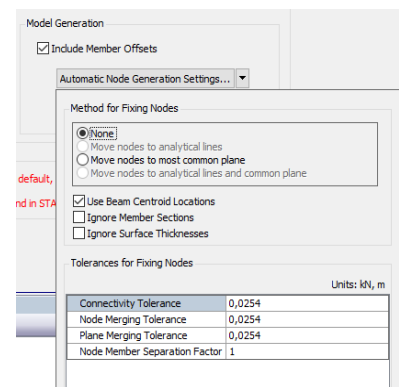 Model Generation
Include Member Offsets
Automatic Node Generation Settings...
Method for Fixing Nodes
None
Move nodes to analytical lines
Move nodes to most common plane
Move nodes to analytical lines and common plane
default,
Use Beam Centroid Locations
nd in STA
Ignore Member Sections
Ignore Surface Thicknesses
Tolerances for Fixing Nodes
Units: kN, m
Connectivity Tolerance 0,0254
Node Merging Tolerance 0,0254
Plane Merging Tolerance 0,0254
Node Member Separation Factor 1